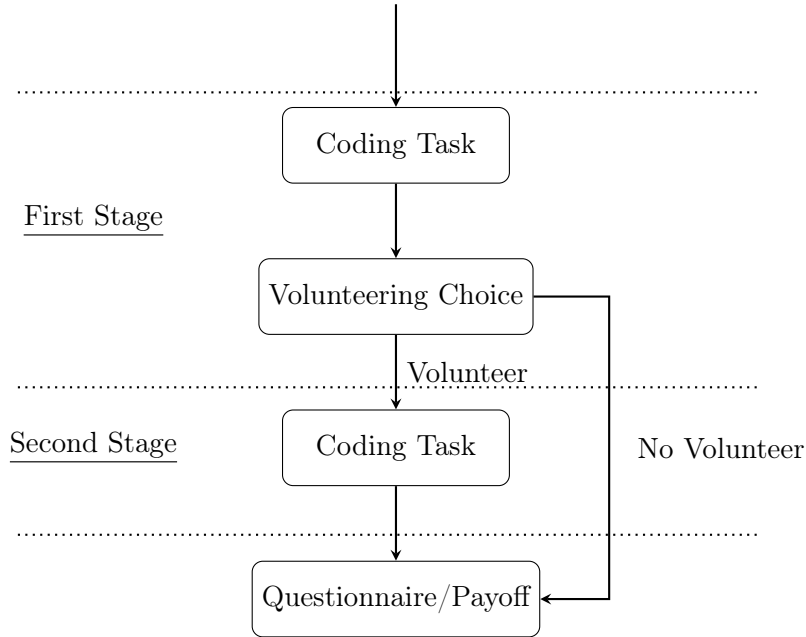 Coding Task
First Stage
Volunteering Choice
Volunteer
Coding Task
Second Stage
No Volunteer
Questionnaire/Payoff